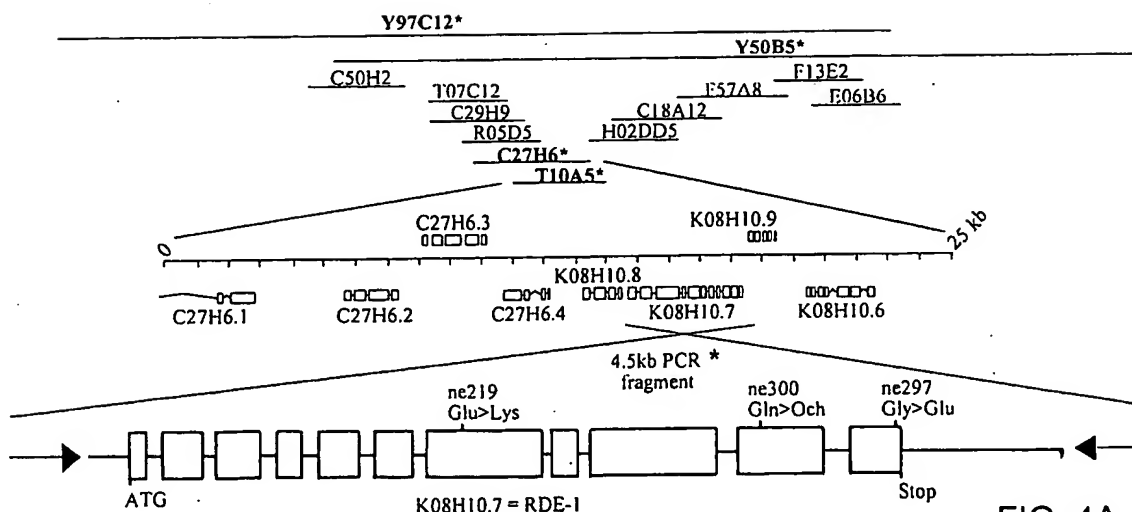 Y97C12*
Y50B5*
C50H2
F13E2
T07C12
F57A8
E06B6
C29H9
C18A12
R05D5
H02DD5
C27H6*
T10A5*
C27H6.3
K08H10.9
0
25 kb
K08H10.8
C27H6.1
C27H6.2
C27H6.4
K08H10.7
K08H10.6
4.5kb PCR *
fragment
ne219
Glu>Lys
ne300
Gln>Och
ne297
Gly>Glu
ATG
Stop
K08H10.7 = RDE-1
FIG. 4A